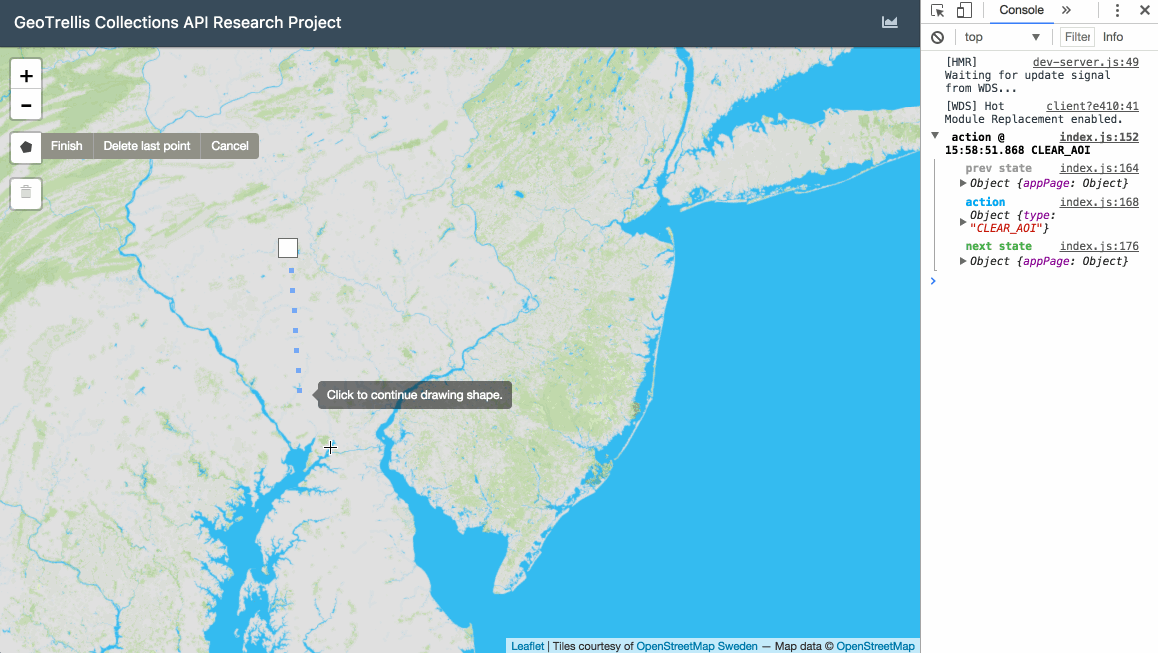 GeoTrellis Collections API Research Project
+
−
Finish Delete last point Cancel
Click to continue drawing shape.
Leaflet | Tiles courtesy of OpenStreetMap Sweden — Map data © OpenStreetMap
Console »
top ▼ Filter Info
[HMR] dev-server.js:49
Waiting for update signal
from WDS...
[WDS] Hot client?e410:41
Module Replacement enabled.
action @ index.js:152
15:58:51.868 CLEAR_AOI
prev state index.js:164
Object {appPage: Object}
action index.js:168
Object {type:
"CLEAR_AOI"}
next state index.js:176
Object {appPage: Object}